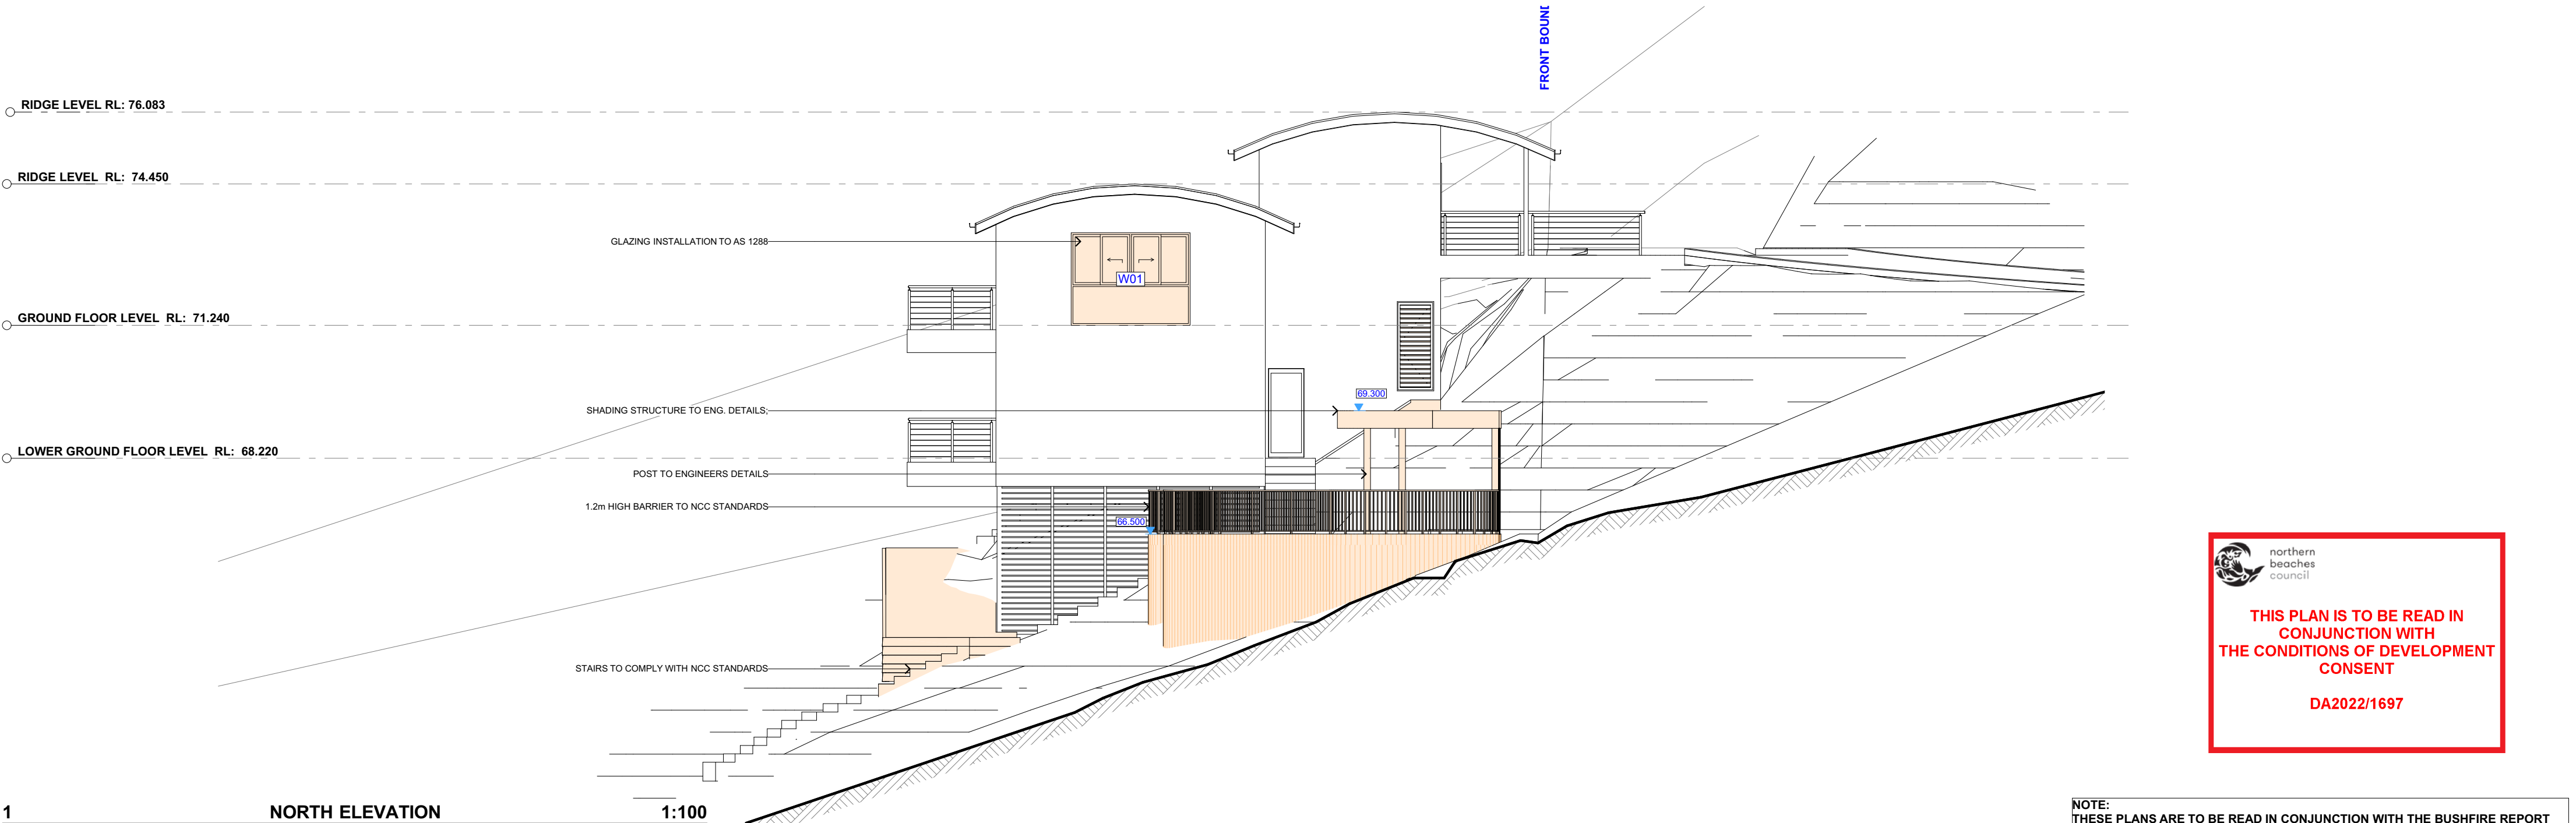 FRONT BOUND
RIDGE LEVEL RL: 76.083
RIDGE LEVEL RL: 74.450
GLAZING INSTALLATION TO AS 1288
W01
GROUND FLOOR LEVEL RL: 71.240
69.300
SHADING STRUCTURE TO ENG. DETAILS;
LOWER GROUND FLOOR LEVEL RL: 68.220
POST TO ENGINEERS DETAILS
1.2m HIGH BARRIER TO NCC STANDARDS
66.500
STAIRS TO COMPLY WITH NCC STANDARDS
northern
beaches
council
THIS PLAN IS TO BE READ IN
CONJUNCTION WITH
THE CONDITIONS OF DEVELOPMENT
CONSENT
DA2022/1697
1 NORTH ELEVATION 1:100
NOTE:
THESE PLANS ARE TO BE READ IN CONJUNCTION WITH THE BUSHFIRE REPORT